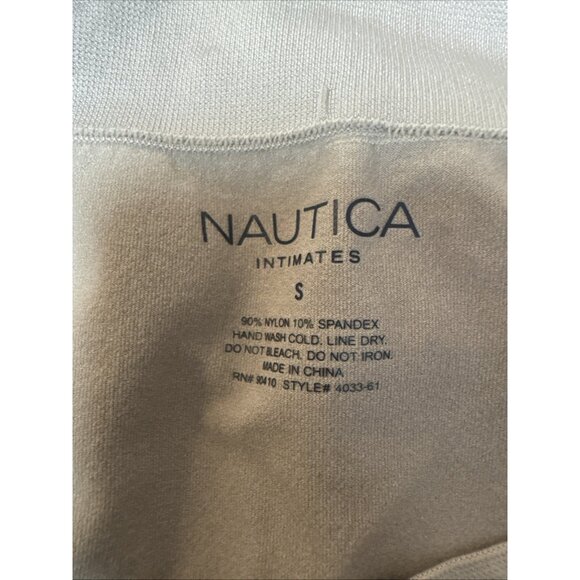 NAUTICA
INTIMATES
S
90% NYLON 10% SPANDEX
HAND WASH COLD. LINE DRY.
DO NOT BLEACH. DO NOT IRON.
MADE IN CHINA
RN# 90410 STYLE# 4033-61